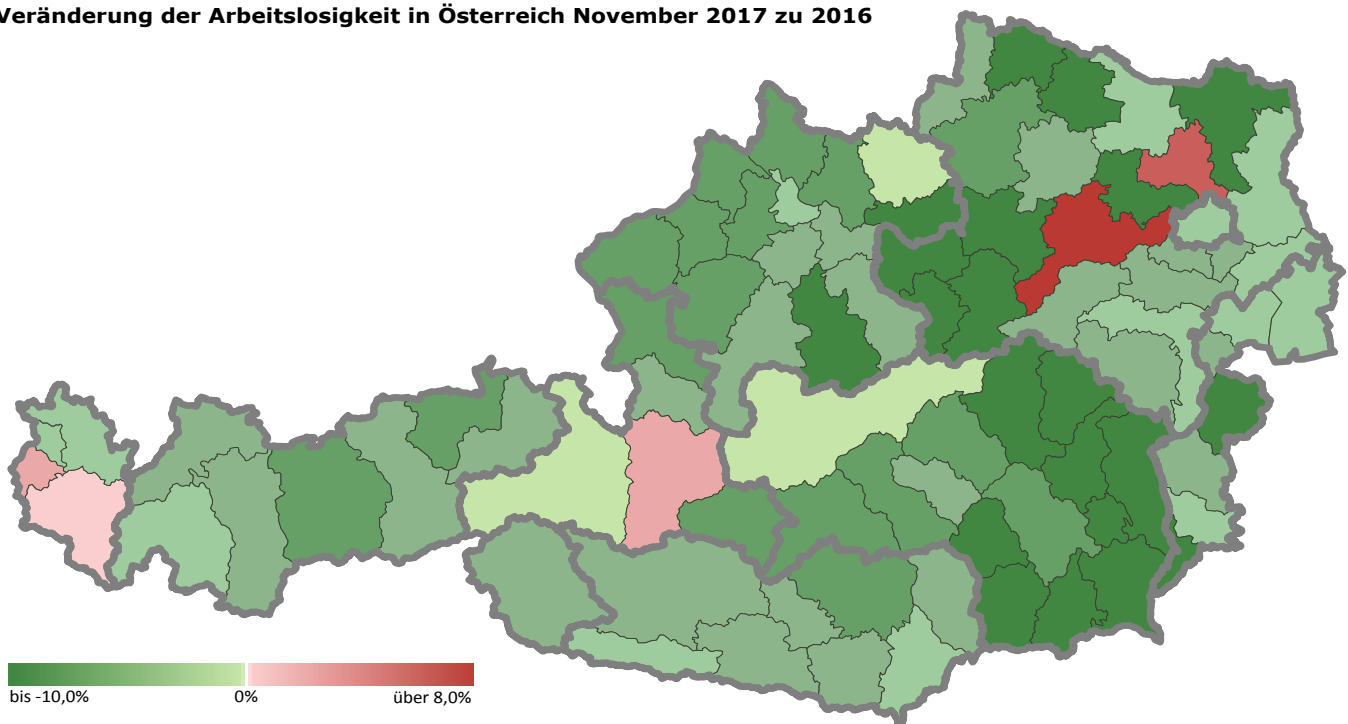 Veränderung der Arbeitslosigkeit in Österreich November 2017 zu 2016
bis -10,0% 0% über 8,0%